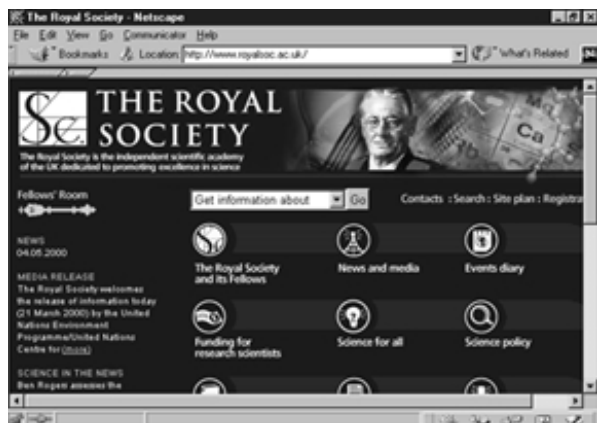 The Royal Society - Netscape
File Edit View Go Communicator Help
Bookmarks Location: http://www.royalsoc.ac.uk/ What's Related
Sc.
THE ROYAL
SOCIETY
The Royal Society is the independent scientific academy
of the UK dedicated to promoting excellence in science
Mg
Ca
Fellows' Room
Get information about Go
Contacts : Search : Site plan : Registra
NEWS
04.05.2000
MEDIA RELEASE
The Royal Society welcomes
the release of information today
(21 March 2000) by the United
Nations Environment
Programme/United Nations
Centre for (more)
SCIENCE IN THE NEWS
Ben Rogers assesses the
The Royal Society
and its Fellows
News and media
Events diary
Funding for
research scientists
Science for all
Science policy